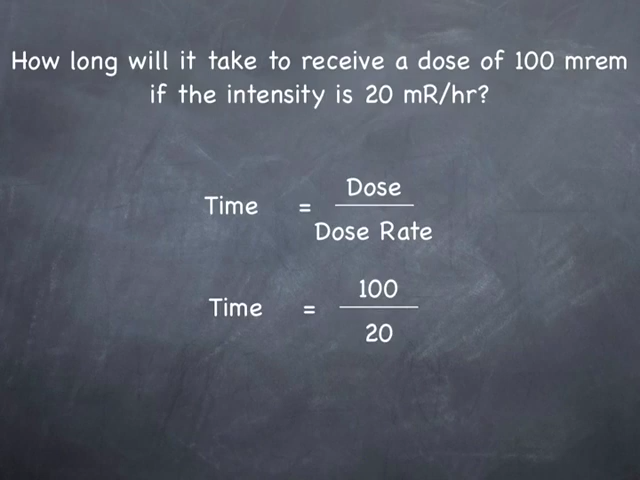 How long will it take to receive a dose of 100 mrem
if the intensity is 20 mR/hr?
Time = Dose
Dose Rate
Time = 100
20